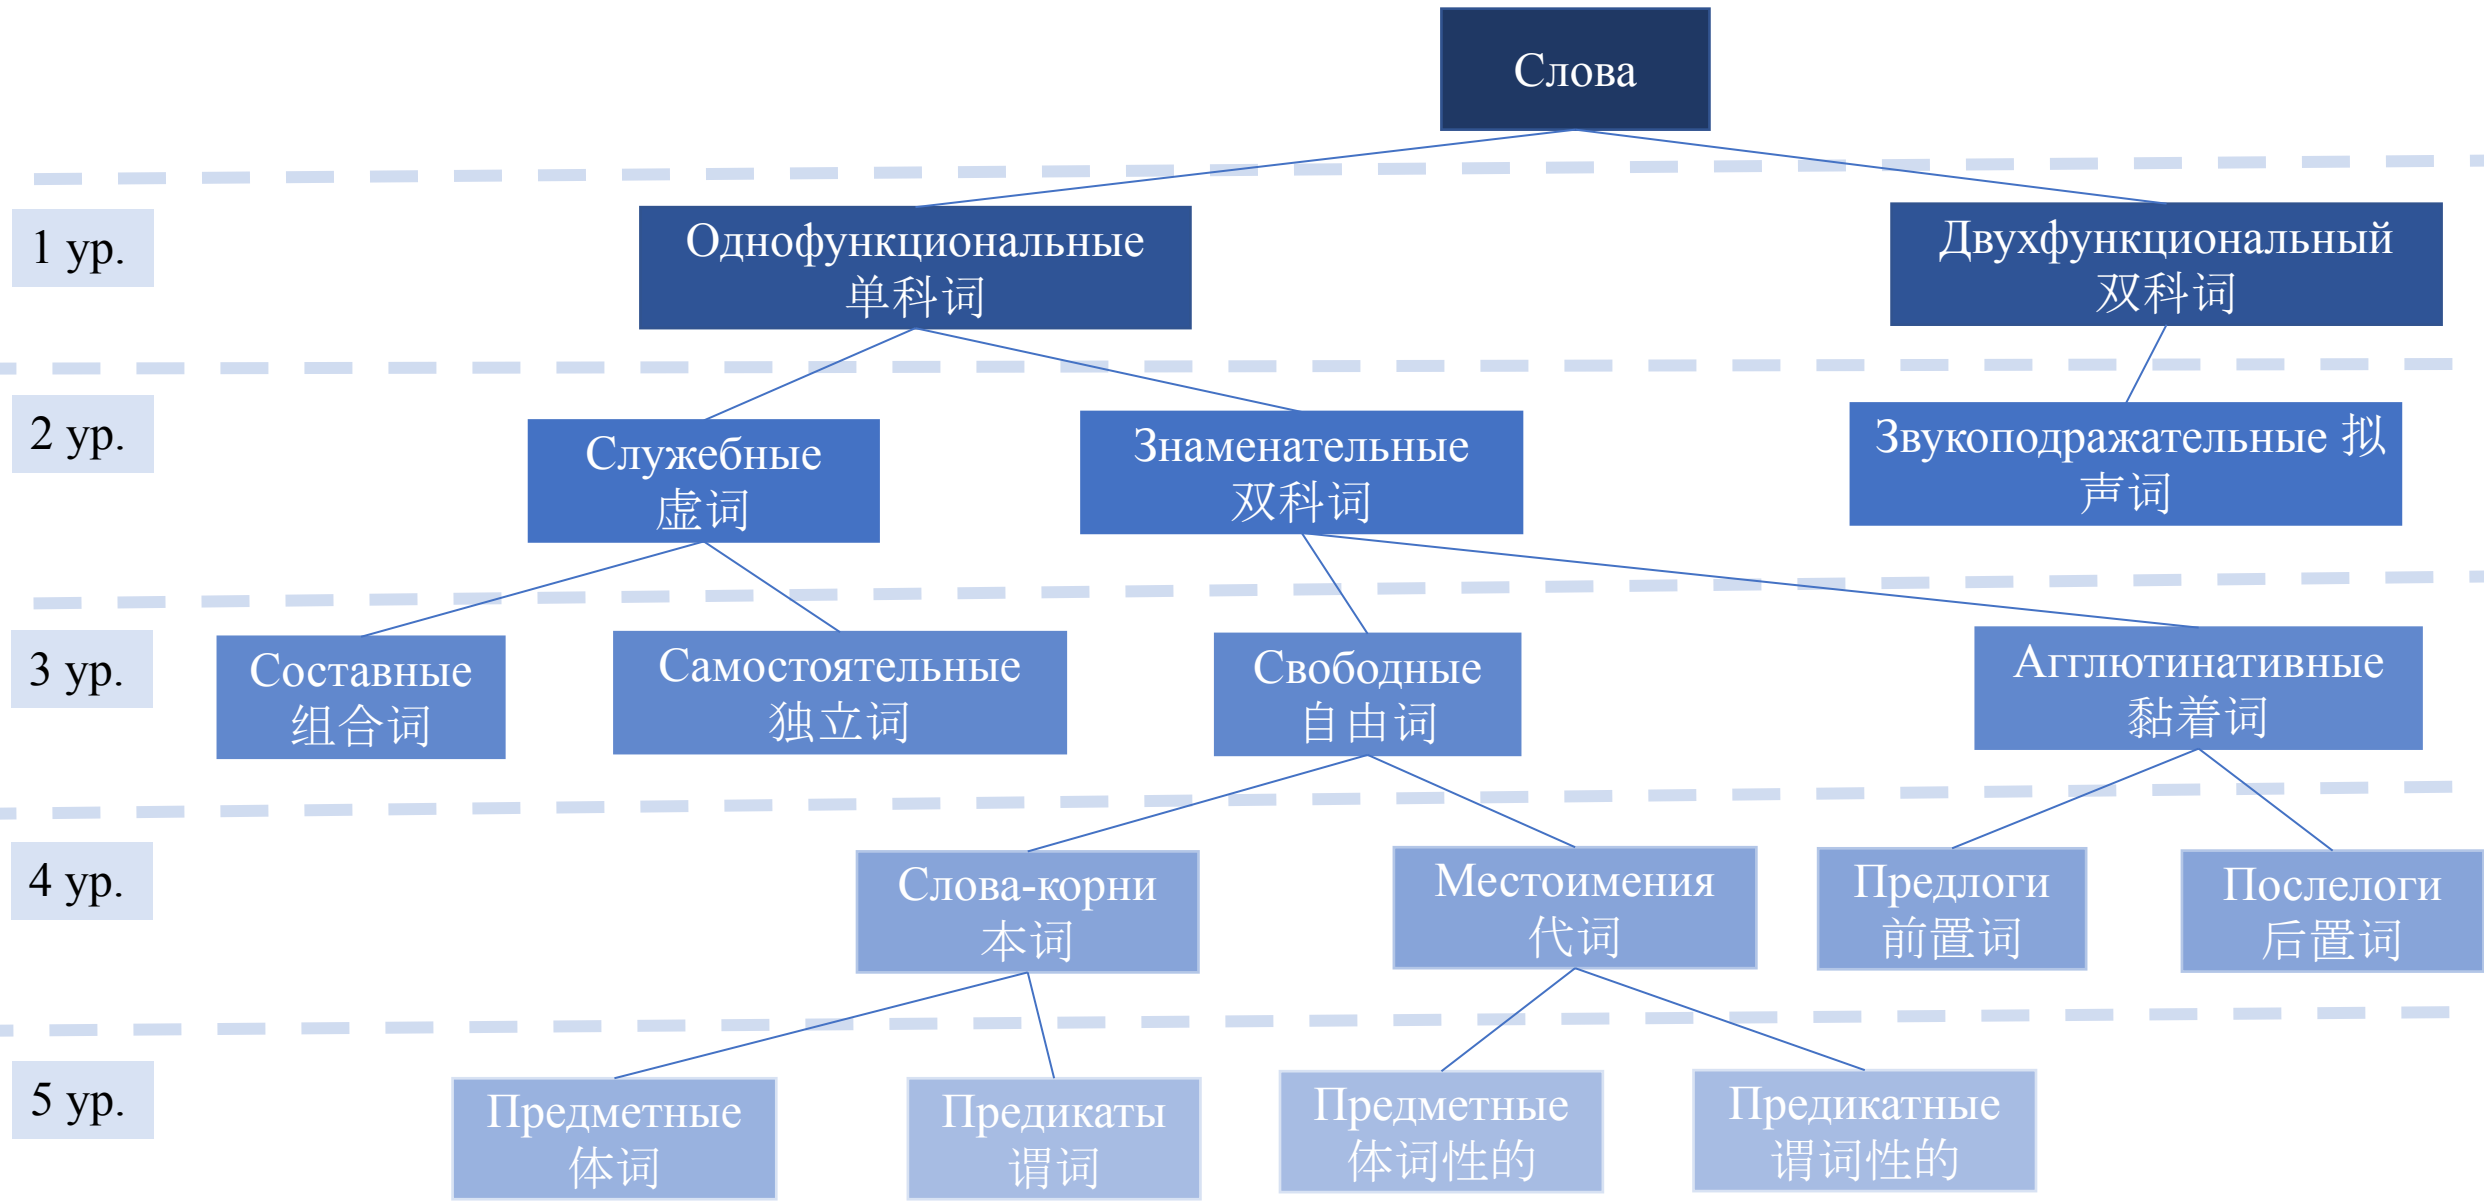 Слова
1 ур.
Однофункциональные
单科词
Двухфункциональный
双科词
2 ур.
Служебные
虚词
Знаменательные
双科词
Звукоподражательные 拟
声词
3 ур.
Составные
组合词
Самостоятельные
独立词
Свободные
自由词
Агглютинативные
黏着词
4 ур.
Слова-корни
本词
Местоимения
代词
Предлоги
前置词
Послелоги
后置词
5 ур.
Предметные
体词
Предикаты
谓词
Предметные
体词性的
Предикатные
谓词性的